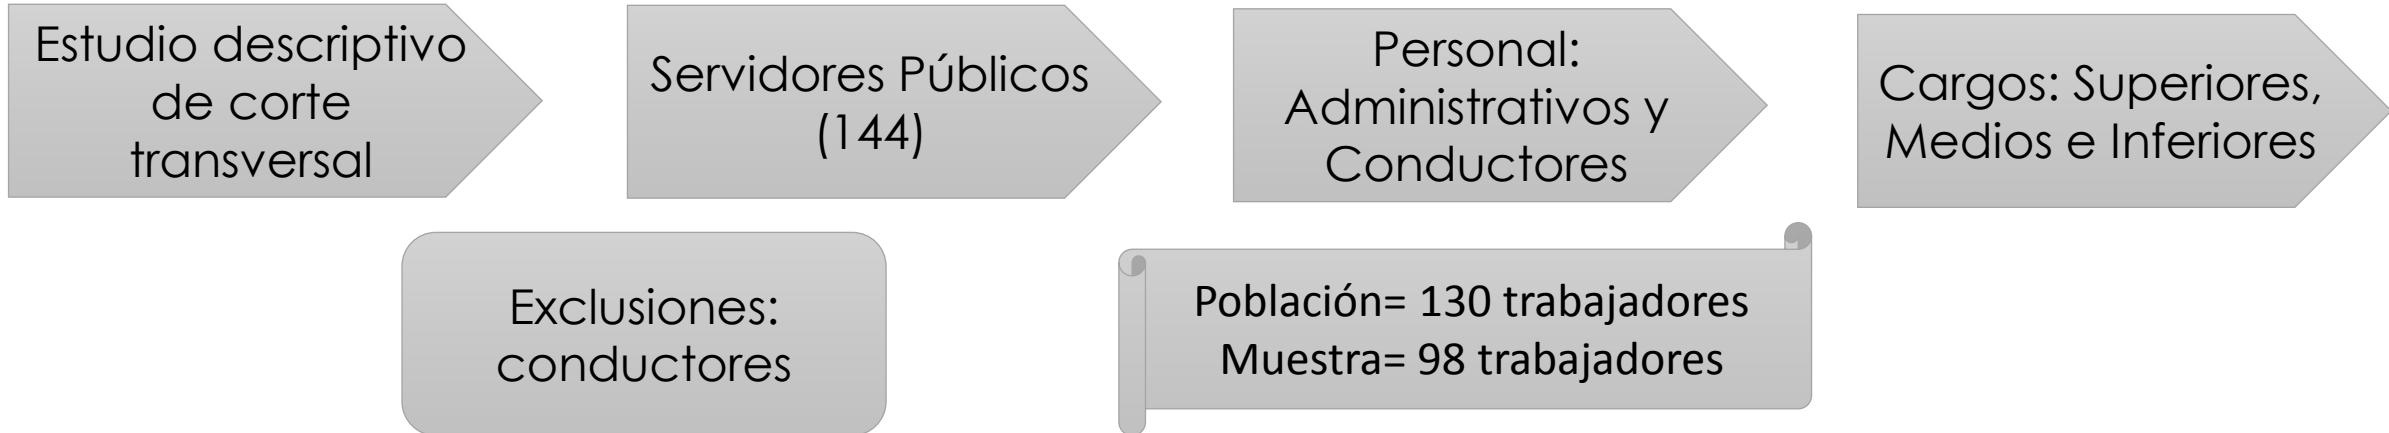 Estudio descriptivo
de corte
transversal
Servidores Públicos
(144)
Personal:
Administrativos y
Conductores
Cargos: Superiores,
Medios e Inferiores
Exclusiones:
conductores
Población= 130 trabajadores
Muestra= 98 trabajadores